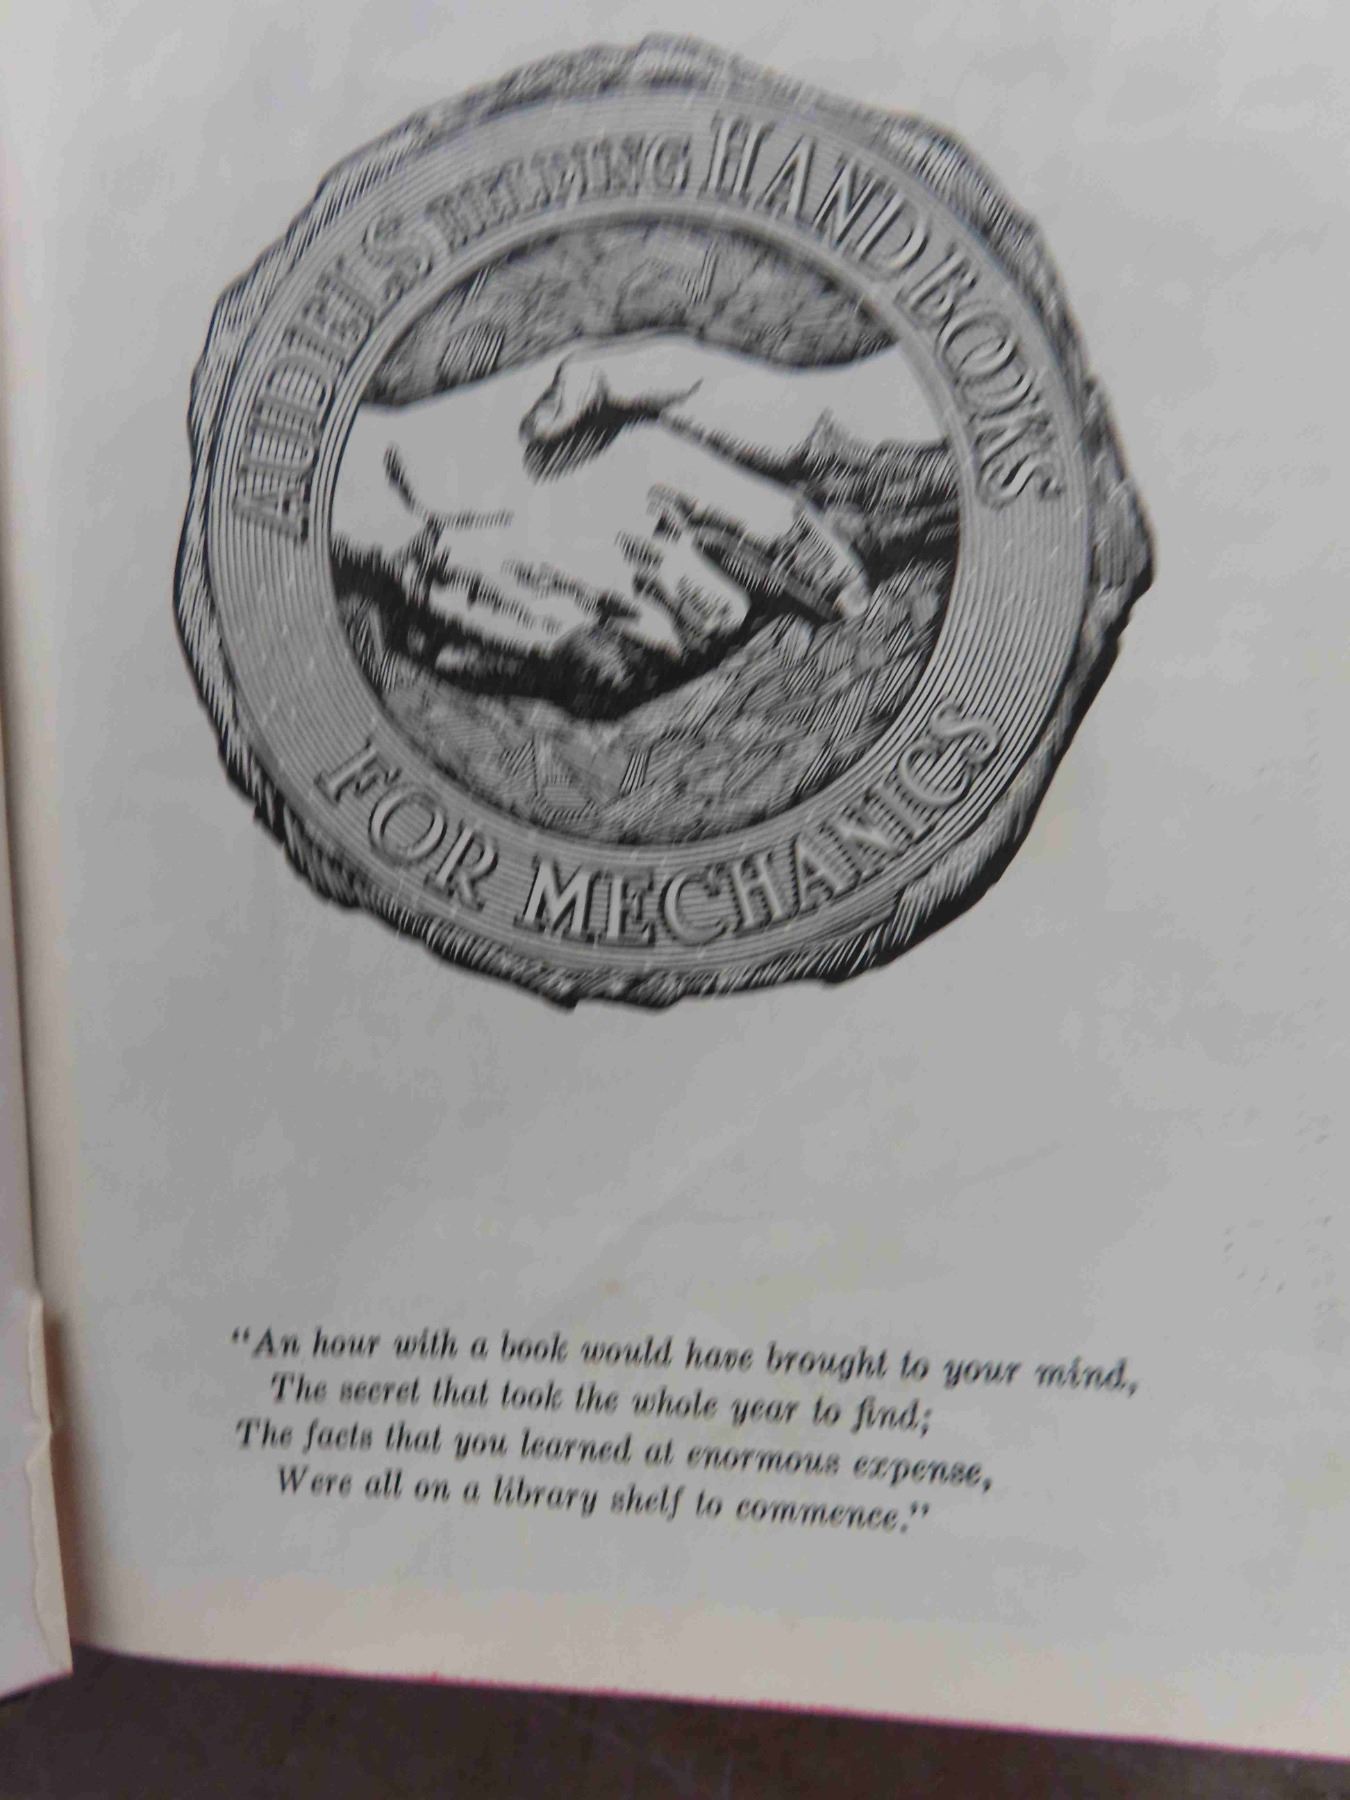 AUDELS HELPING HAND BOOKS
FOR MECHANICS
“An hour with a book would have brought to your mind,
The secret that took the whole year to find;
The facts that you learned at enormous expense,
Were all on a library shelf to commence.”